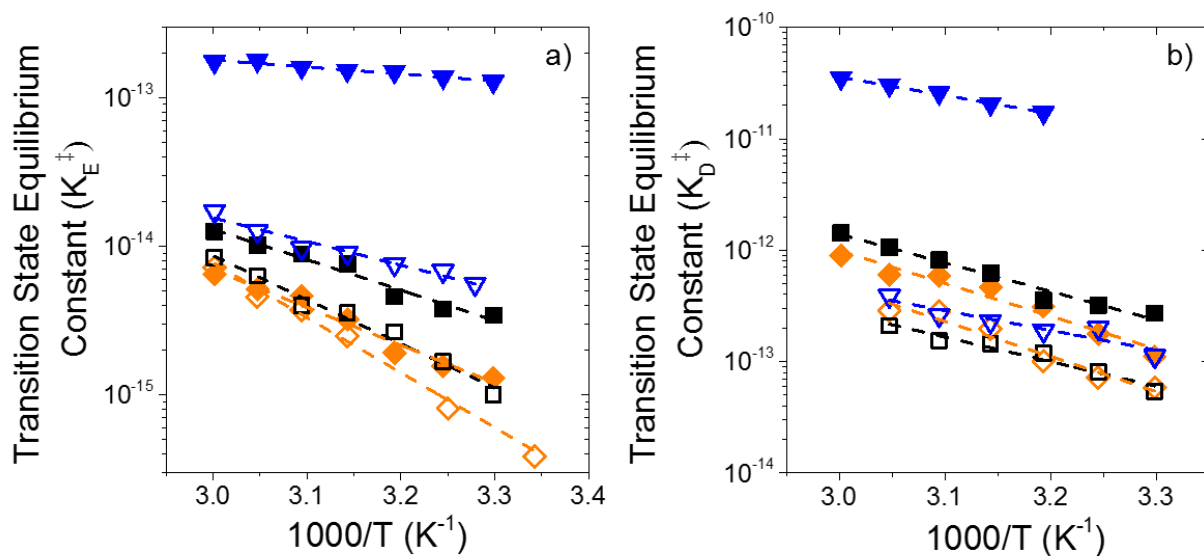 a)
Transition State Equilibrium
Constant (K_E^‡)
10^-13
10^-14
10^-15
3.0 3.1 3.2 3.3 3.4
1000/T (K^-1)
b)
Transition State Equilibrium
Constant (K_D^‡)
10^-10
10^-11
10^-12
10^-13
10^-14
3.0 3.1 3.2 3.3
1000/T (K^-1)